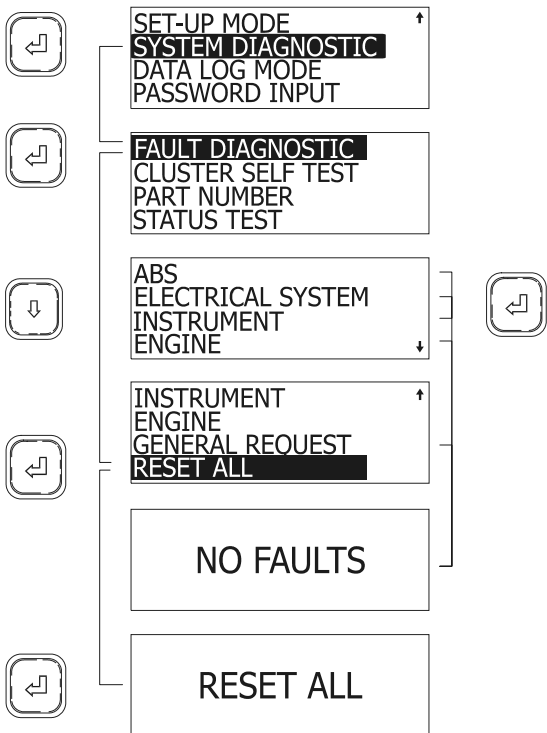 SET-UP MODE
SYSTEM DIAGNOSTIC
DATA LOG MODE
PASSWORD INPUT
FAULT DIAGNOSTIC
CLUSTER SELF TEST
PART NUMBER
STATUS TEST
ABS
ELECTRICAL SYSTEM
INSTRUMENT
ENGINE
INSTRUMENT
ENGINE
GENERAL REQUEST
RESET ALL
NO FAULTS
RESET ALL